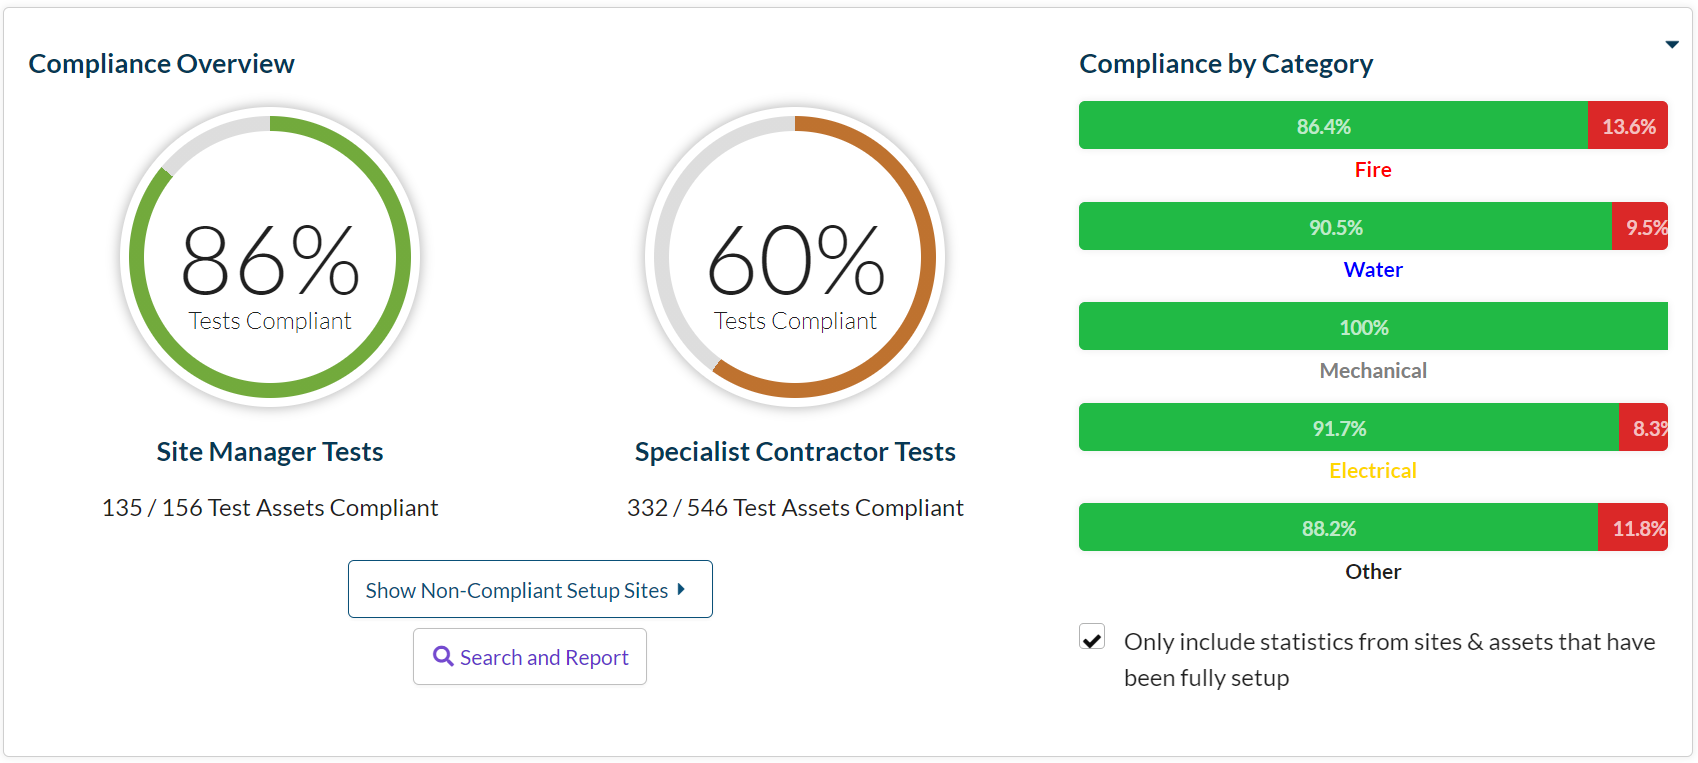 Compliance Overview
86%
Tests Compliant
Site Manager Tests
135 / 156 Test Assets Compliant
60%
Tests Compliant
Specialist Contractor Tests
332 / 546 Test Assets Compliant
Show Non-Compliant Setup Sites
Search and Report
Compliance by Category
86.4% 13.6%
Fire
90.5% 9.5%
Water
100%
Mechanical
91.7% 8.3%
Electrical
88.2% 11.8%
Other
Only include statistics from sites & assets that have
been fully setup